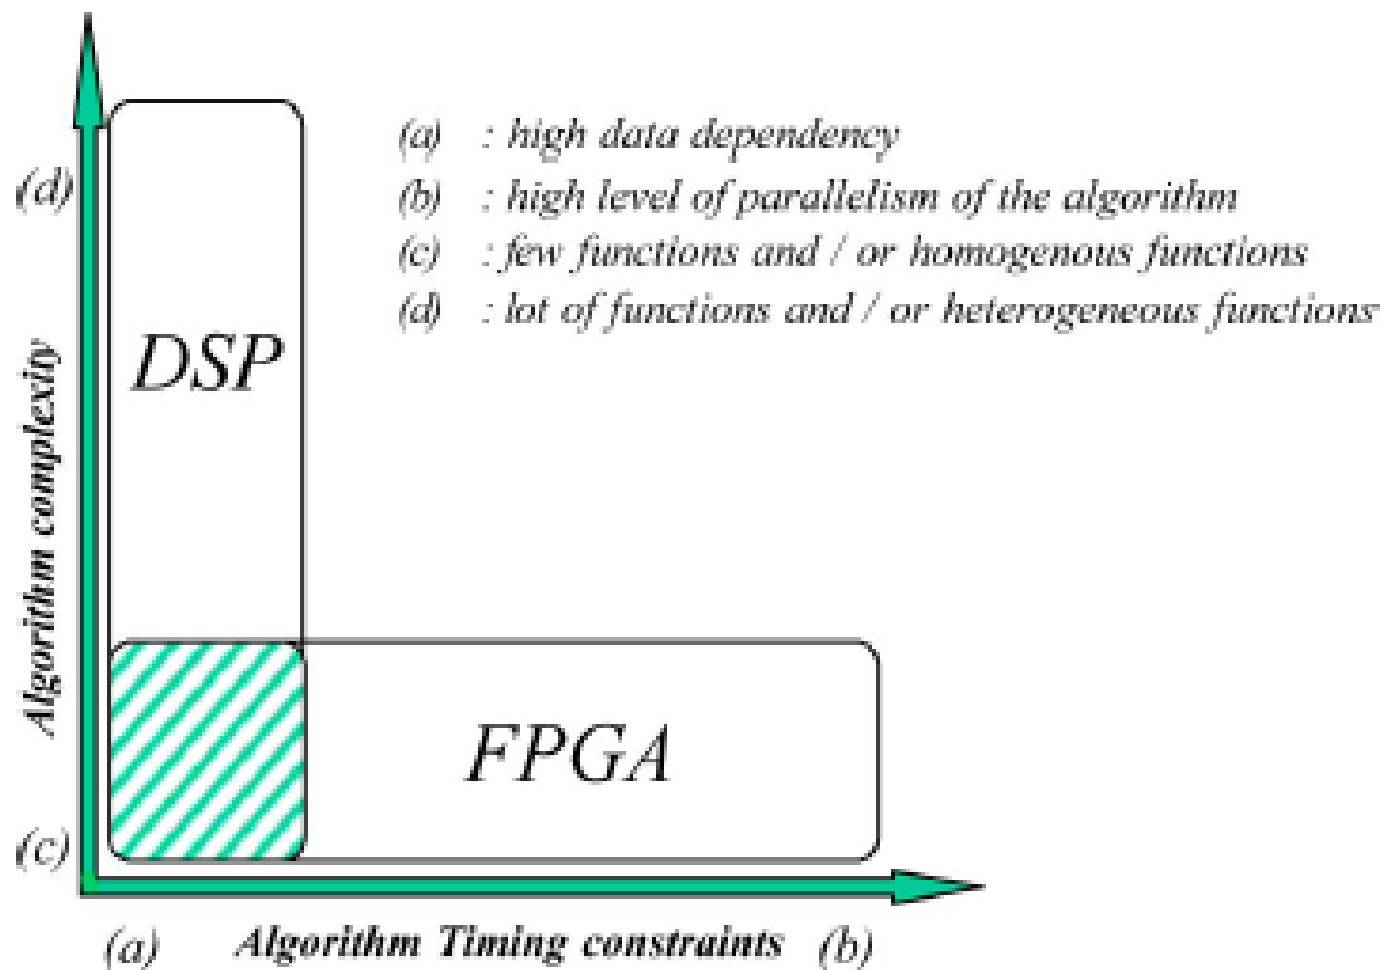 (a) : high data dependency
(b) : high level of parallelism of the algorithm
(c) : few functions and / or homogenous functions
(d) : lot of functions and / or heterogeneous functions
(d)
DSP
Algorithm complexity
FPGA
(c)
(a) Algorithm Timing constraints (b)